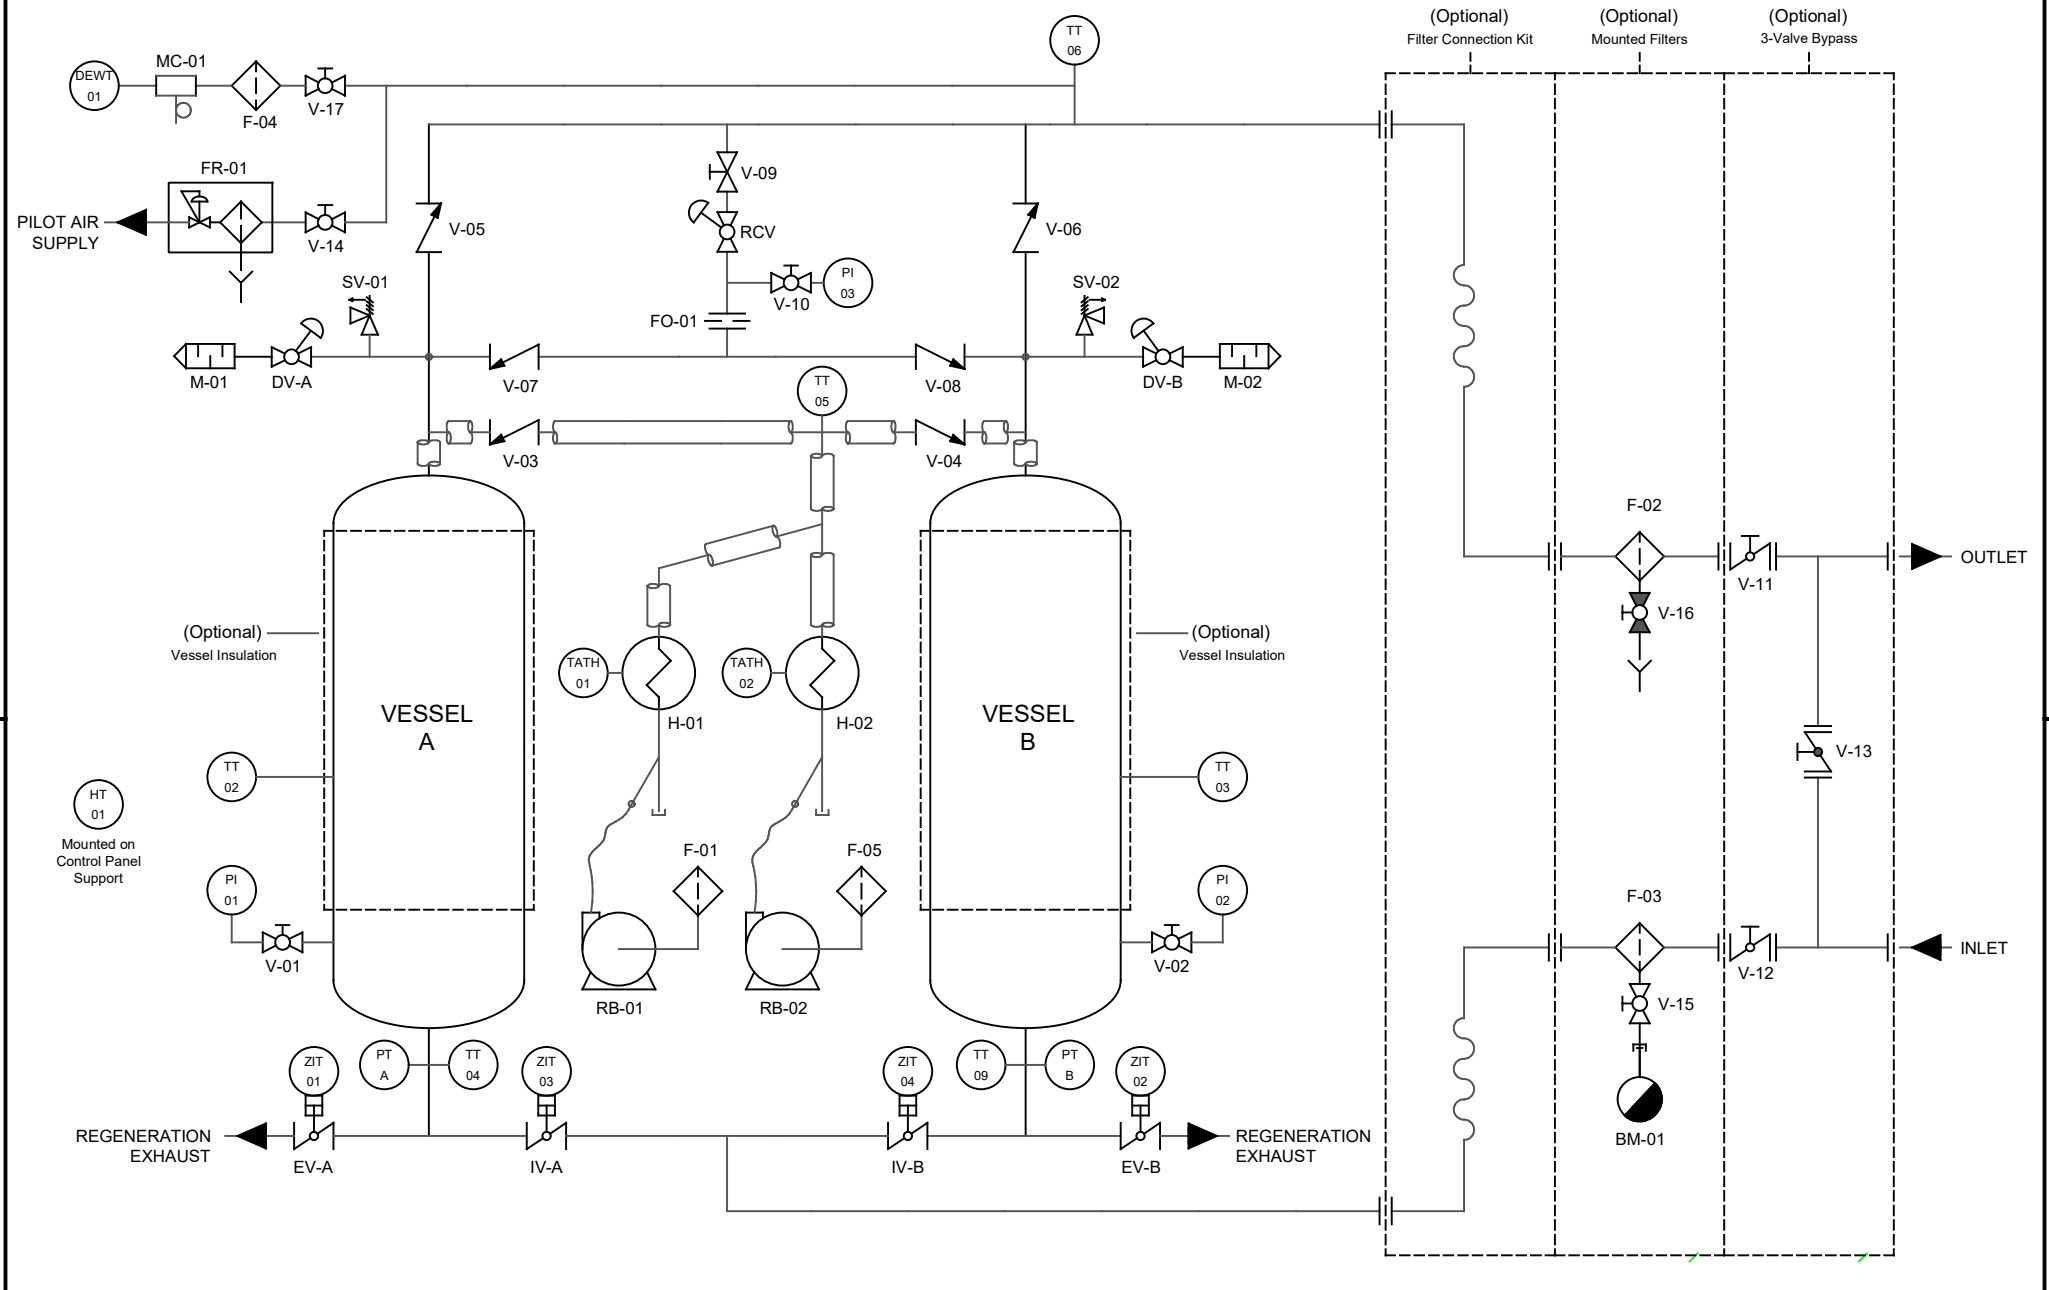 (Optional)
Filter Connection Kit
(Optional)
Mounted Filters
(Optional)
3-Valve Bypass
TT
06
DEWT
01
MC-01
F-04
V-17
FR-01
PILOT AIR
SUPPLY
V-14
V-05
V-09
RCV
V-06
SV-01
V-10
PI
03
SV-02
FO-01
M-01
DV-A
V-07
V-08
DV-B
M-02
TT
05
V-03
V-04
F-02
V-11
OUTLET
V-16
(Optional)
Vessel Insulation
(Optional)
Vessel Insulation
TATH
01
TATH
02
H-01
H-02
VESSEL
A
VESSEL
B
V-13
TT
02
TT
03
HT
01
Mounted on
Control Panel
Support
PI
01
F-01
F-05
PI
02
F-03
V-01
V-02
V-12
INLET
RB-01
RB-02
V-15
ZIT
01
PT
A
TT
04
ZIT
03
ZIT
04
TT
09
PT
B
ZIT
02
BM-01
REGENERATION
EXHAUST
EV-A
IV-A
IV-B
EV-B
REGENERATION
EXHAUST